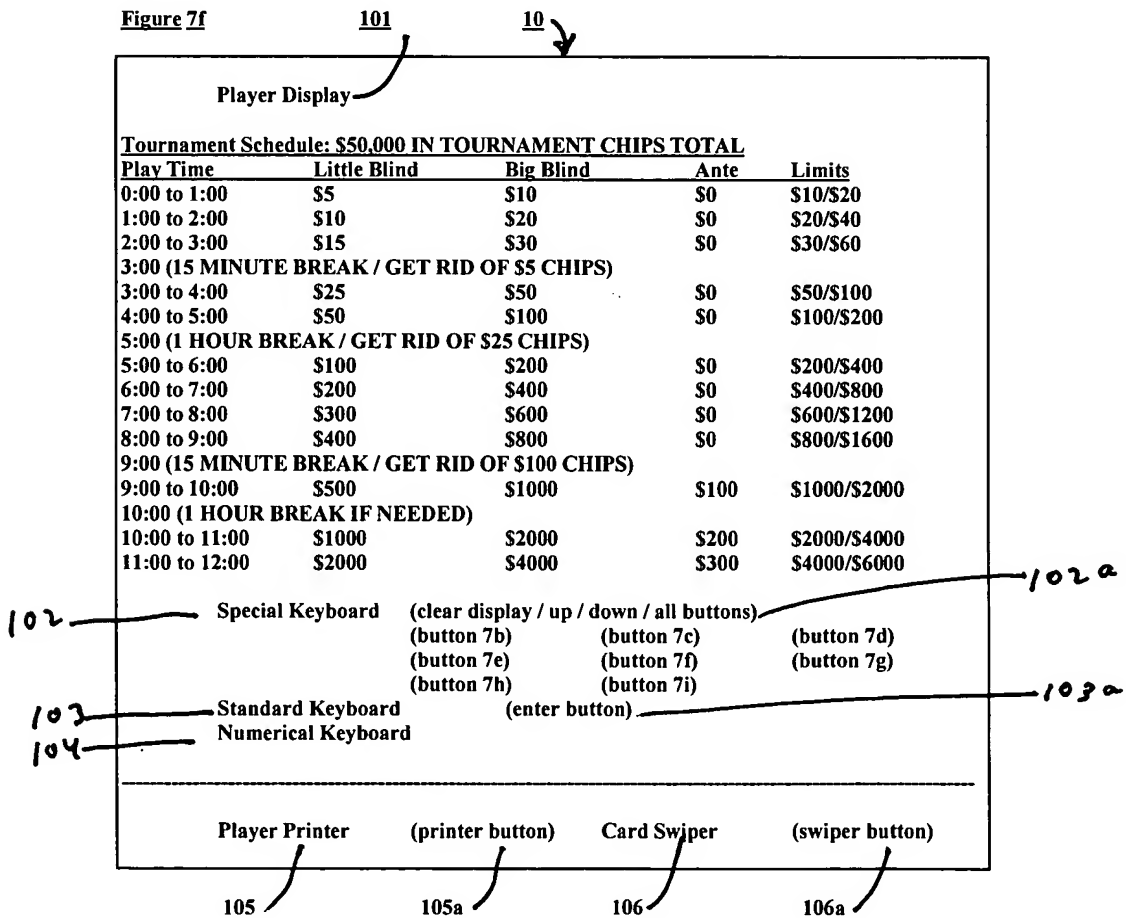 Figure 7f 101 10
Player Display
Tournament Schedule: $50,000 IN TOURNAMENT CHIPS TOTAL
Play Time Little Blind Big Blind Ante Limits
0:00 to 1:00 $5 $10 $0 $10/$20
1:00 to 2:00 $10 $20 $0 $20/$40
2:00 to 3:00 $15 $30 $0 $30/$60
3:00 (15 MINUTE BREAK / GET RID OF $5 CHIPS)
3:00 to 4:00 $25 $50 $0 $50/$100
4:00 to 5:00 $50 $100 $0 $100/$200
5:00 (1 HOUR BREAK / GET RID OF $25 CHIPS)
5:00 to 6:00 $100 $200 $0 $200/$400
6:00 to 7:00 $200 $400 $0 $400/$800
7:00 to 8:00 $300 $600 $0 $600/$1200
8:00 to 9:00 $400 $800 $0 $800/$1600
9:00 (15 MINUTE BREAK / GET RID OF $100 CHIPS)
9:00 to 10:00 $500 $1000 $100 $1000/$2000
10:00 (1 HOUR BREAK IF NEEDED)
10:00 to 11:00 $1000 $2000 $200 $2000/$4000
11:00 to 12:00 $2000 $4000 $300 $4000/$6000
102a
102 Special Keyboard (clear display / up / down / all buttons)
(button 7b) (button 7c) (button 7d)
(button 7e) (button 7f) (button 7g)
(button 7h) (button 7i)
103 Standard Keyboard (enter button) 103a
104 Numerical Keyboard
Player Printer (printer button) Card Swiper (swiper button)
105 105a 106 106a